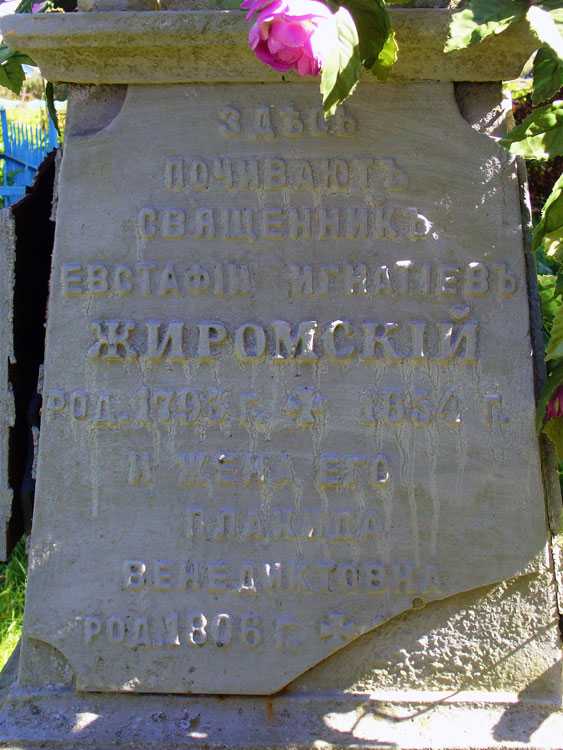 ЗДѢСЬ
ПОЧИВАЮТЪ
СВЯЩЕННИКЪ
ЕВСТАФІЙ ИГНАТІЕВЪ
ЖИРОМСКІЙ
РОД. 1793 Г. ✶ 1854 Г.
И ЖЕНА ЕГО
ПЛАКИДА
ВЕНЕДИКТОВНА
РОД. 1806 Г. ✶